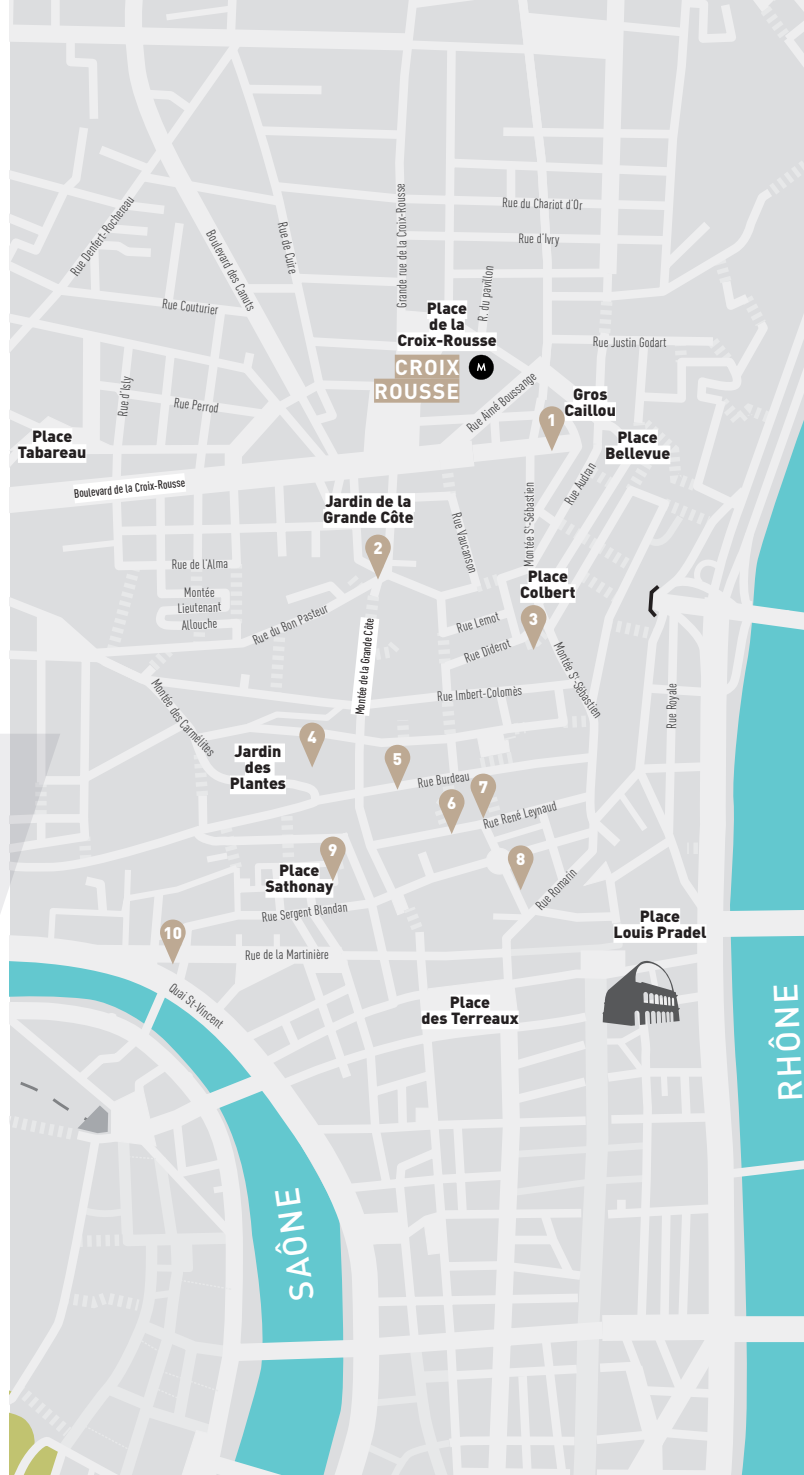 Rue du Chariot d'Or
Rue d'Ivry
Rue Denfert-Rochereau
Boulevard des Canuts
Rue de Cuire
Grande rue de la Croix-Rousse
R. du pavillon
Rue Couturier
Place
de la
Croix-Rousse
CROIX
ROUSSE
M
Rue Justin Godart
Rue Aimé Boussange
Gros
Caillou
1
Rue d'Isly
Rue Perrod
Place
Tabareau
Place
Bellevue
Boulevard de la Croix-Rousse
Rue Audran
Montée St-Sébastien
Jardin de la
Grande Côte
2
Rue Vaucanson
Rue de l'Alma
Montée
Lieutenant
Allouche
Rue du Bon Pasteur
Place
Colbert
3
Rue Lemot
Rue Diderot
Montée de la Grande Côte
Montée St-Sébastien
Rue Imbert-Colomès
Rue Royale
Montée des Carmélites
4
Jardin
des
Plantes
5
Rue Burdeau
6
7
Rue René Leynaud
8
9
Place
Sathonay
Rue Romarin
Rue Sergent Blandan
Place
Louis Pradel
10
Rue de la Martinière
Quai St-Vincent
Place
des Terreaux
RHÔNE
SAÔNE